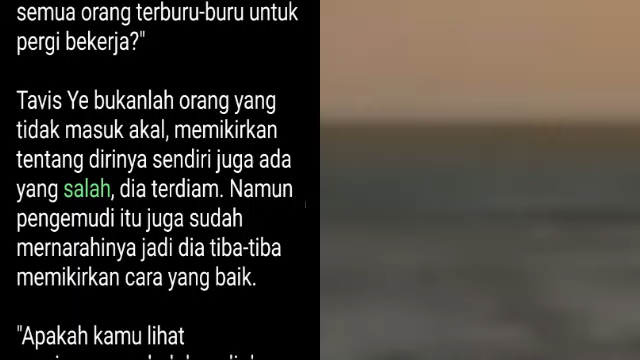 semua orang terburu-buru untuk
pergi bekerja?"
Tavis Ye bukanlah orang yang
tidak masuk akal, memikirkan
tentang dirinya sendiri juga ada
yang salah, dia terdiam. Namun
pengemudi itu juga sudah
mernarahinya jadi dia tiba-tiba
memikirkan cara yang baik.
"Apakah kamu lihat